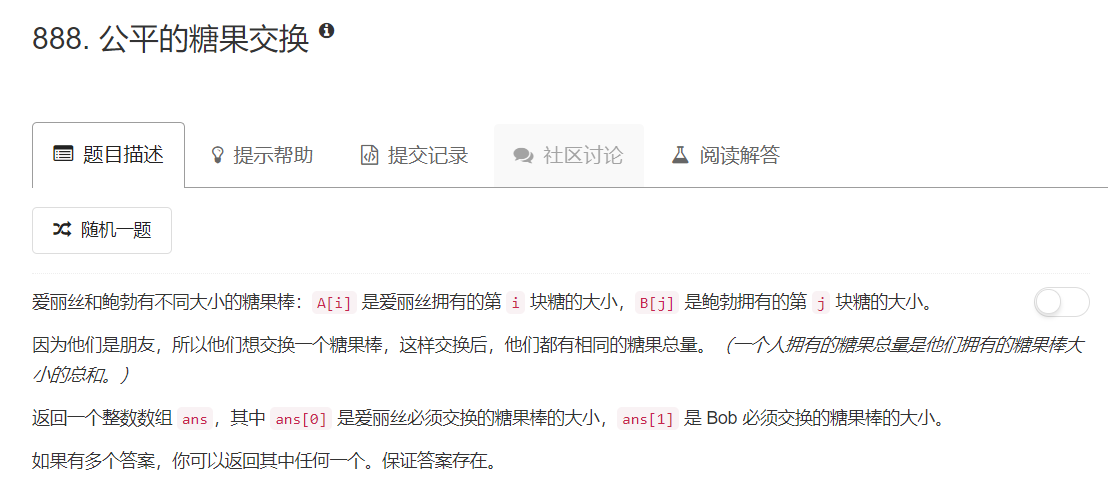 888. 公平的糖果交换
题目描述 提示帮助 提交记录 社区讨论 阅读解答
随机一题
爱丽丝和鲍勃有不同大小的糖果棒：A[i] 是爱丽丝拥有的第 i 块糖的大小，B[j] 是鲍勃拥有的第 j 块糖的大小。
因为他们是朋友，所以他们想交换一个糖果棒，这样交换后，他们都有相同的糖果总量。（一个人拥有的糖果总量是他们拥有的糖果棒大
小的总和。）
返回一个整数数组 ans，其中 ans[0] 是爱丽丝必须交换的糖果棒的大小，ans[1] 是 Bob 必须交换的糖果棒的大小。
如果有多个答案，你可以返回其中任何一个。保证答案存在。